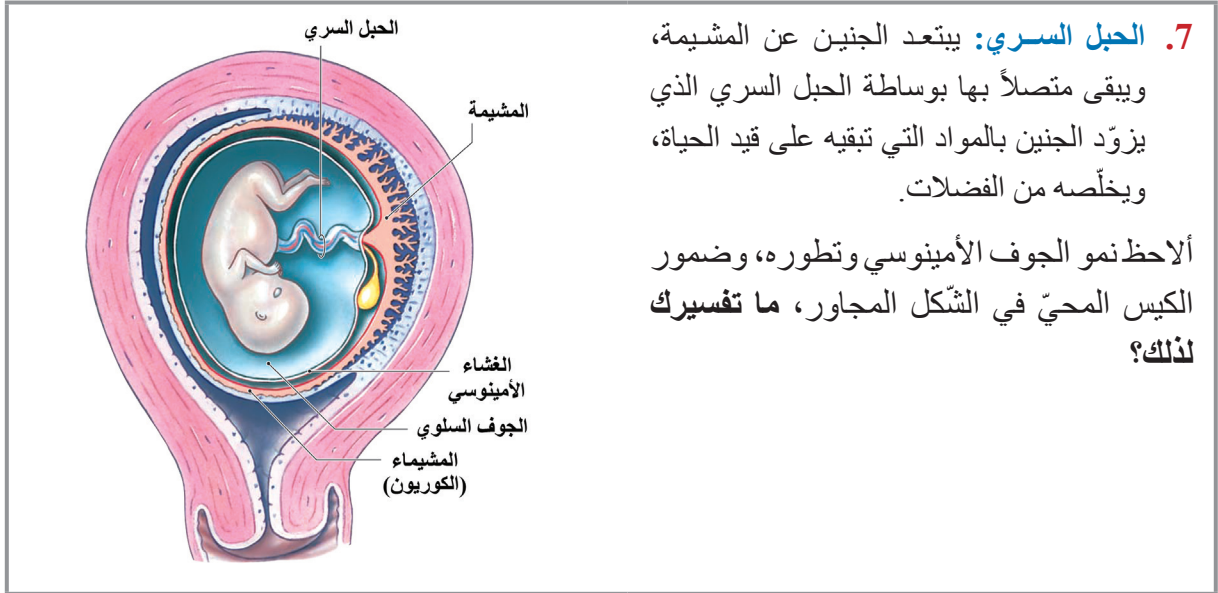 7. الحبل السري: يبتعد الجنين عن المشيمة،
ويبقى متصلاً بها بوساطة الحبل السري الذي
يزوّد الجنين بالمواد التي تبقيه على قيد الحياة،
ويخلّصه من الفضلات.
ألاحظ نمو الجوف الأمينوسي وتطوره، وضمور
الكيس المحيّ في الشّكل المجاور، ما تفسيرك
لذلك؟
الحبل السري
المشيمة
الغشاء
الأمينوسي
الجوف السلوي
المشيماء
(الكوريون)